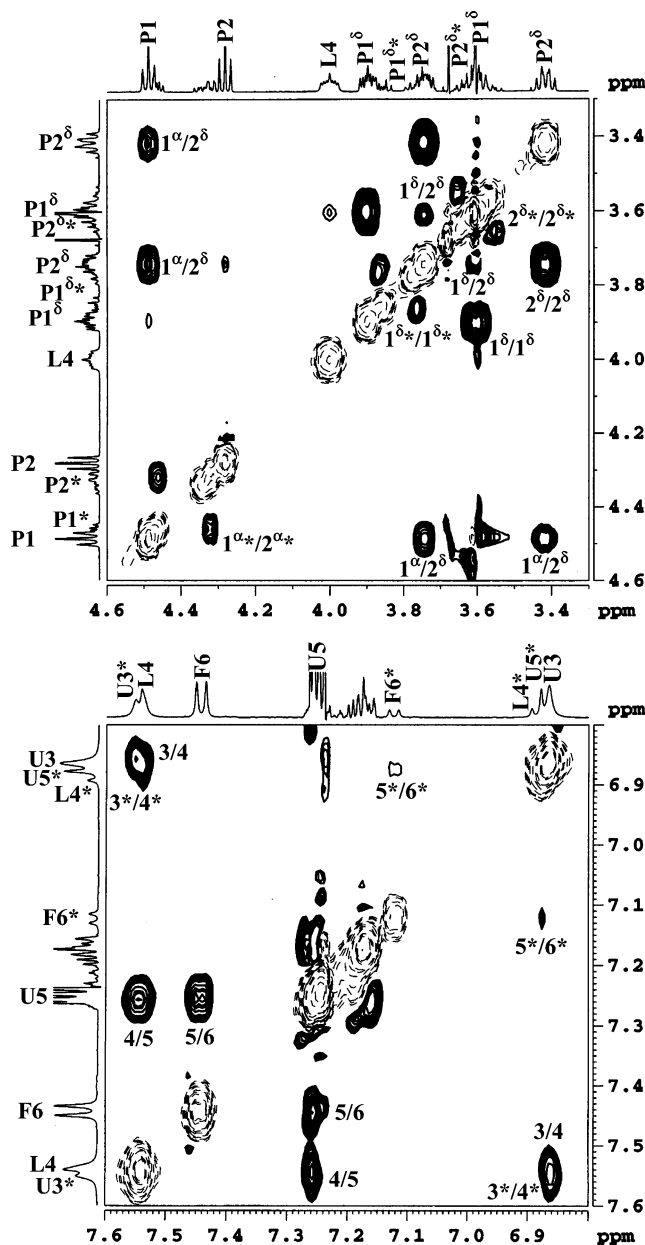 P1 P2 L4 P1δ P1δ* P2δ P2δ* P1δ P2δ
ppm
P2δ 1α/2δ 3.4
P1δ 1δ/2δ 3.6
P2δ* 2δ*/2δ*
P2δ 1α/2δ 1δ/2δ 3.8
P1δ* 2δ/2δ
P1δ 1δ*/1δ* 1δ/1δ
L4 4.0
4.2
P2
P2*
P1* 4.4
P1 1α*/2α* 1α/2δ 1α/2δ
4.6
4.6 4.4 4.2 4.0 3.8 3.6 3.4
ppm
U3* L4 F6 U5 F6* L4* U5* U3
ppm
U3 3/4
U5* 5*/6* 6.9
L4* 3*/4*
7.0
F6* 7.1
5*/6*
7.2
U5
4/5 5/6 7.3
7.4
F6 5/6
3/4
7.5
L4 4/5
U3* 3*/4*
7.6
7.6 7.5 7.4 7.3 7.2 7.1 7.0 6.9
ppm